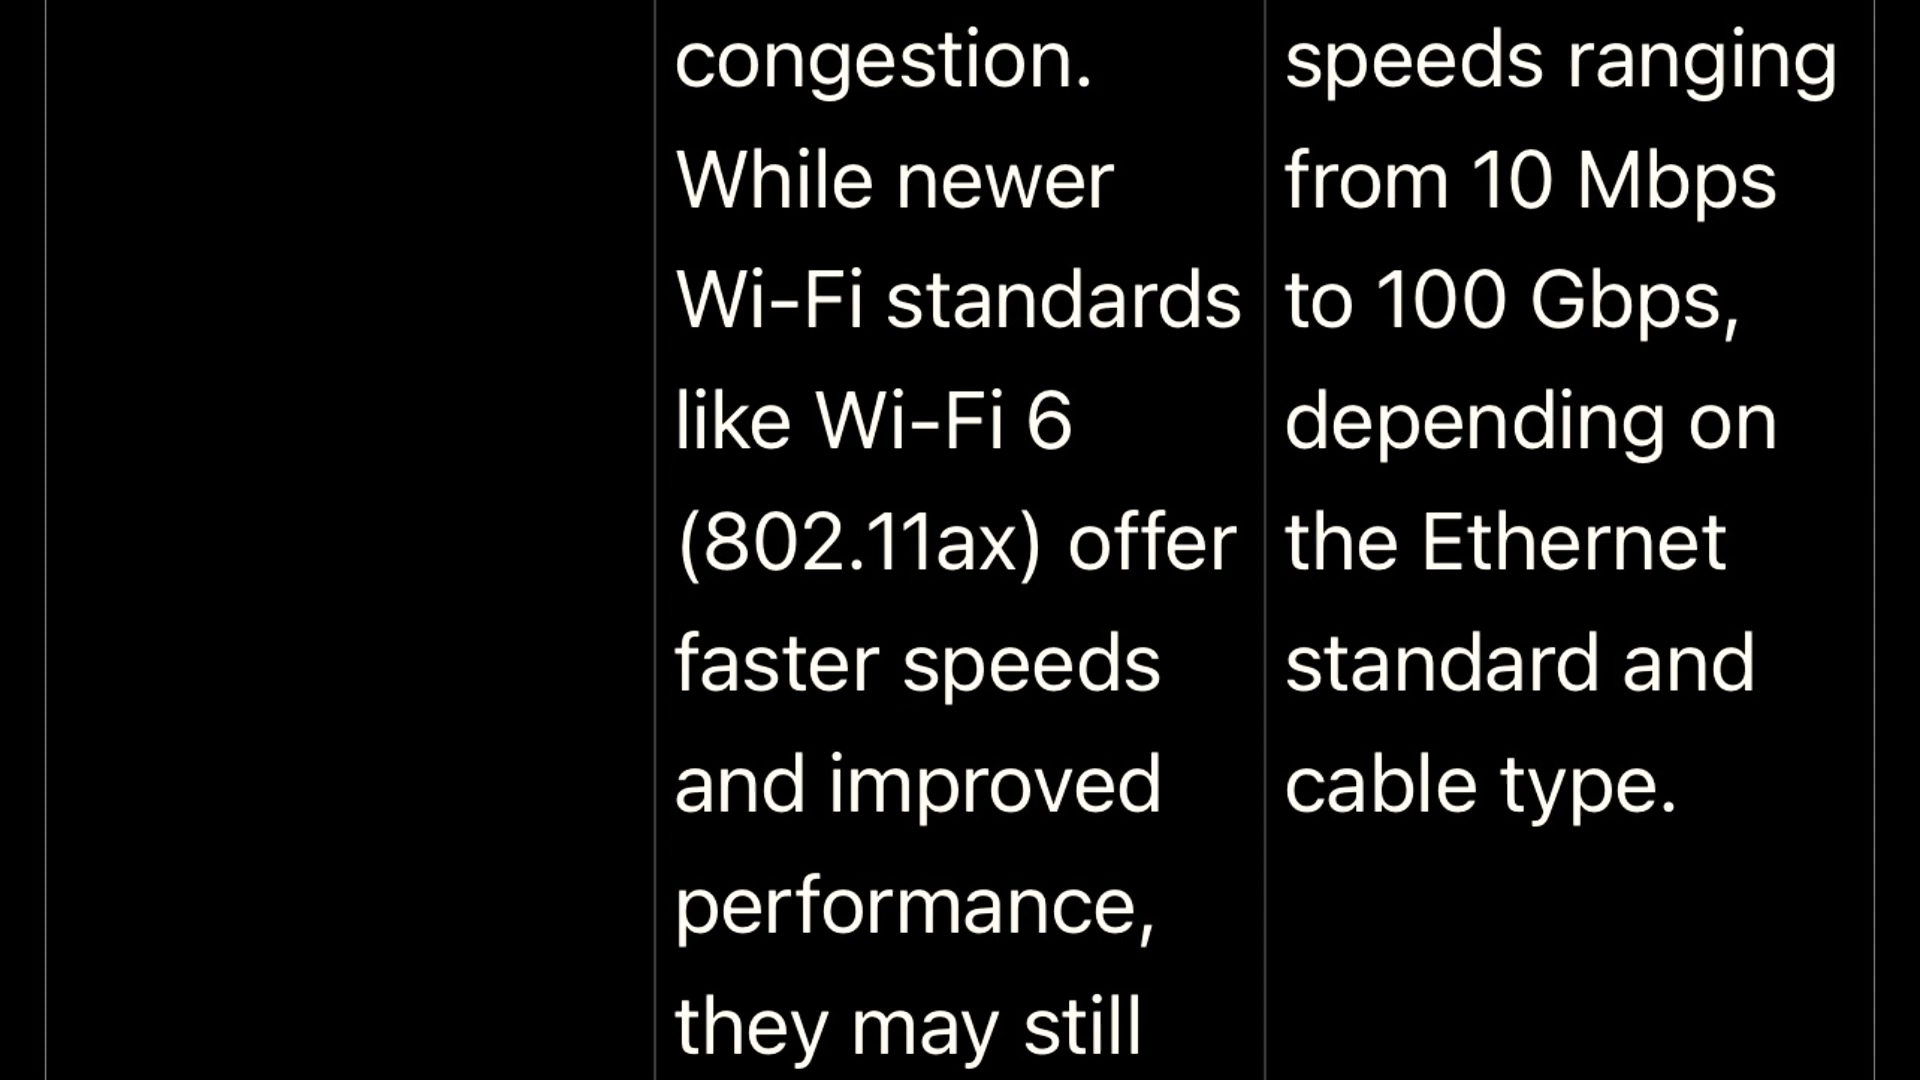 congestion.
While newer
Wi-Fi standards
like Wi-Fi 6
(802.11ax) offer
faster speeds
and improved
performance,
they may still
speeds ranging
from 10 Mbps
to 100 Gbps,
depending on
the Ethernet
standard and
cable type.